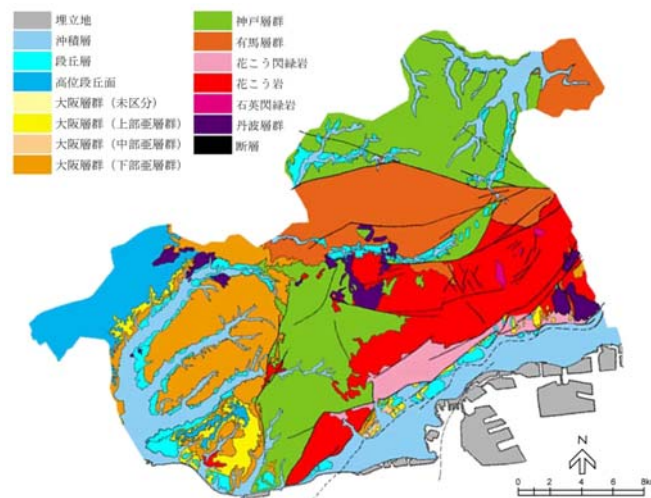 埋立地
沖積層
段丘層
高位段丘面
大阪層群（未区分）
大阪層群（上部亜層群）
大阪層群（中部亜層群）
大阪層群（下部亜層群）
神戸層群
有馬層群
花こう閃緑岩
花こう岩
石英閃緑岩
丹波層群
断層
N
0 2 4 6 8km